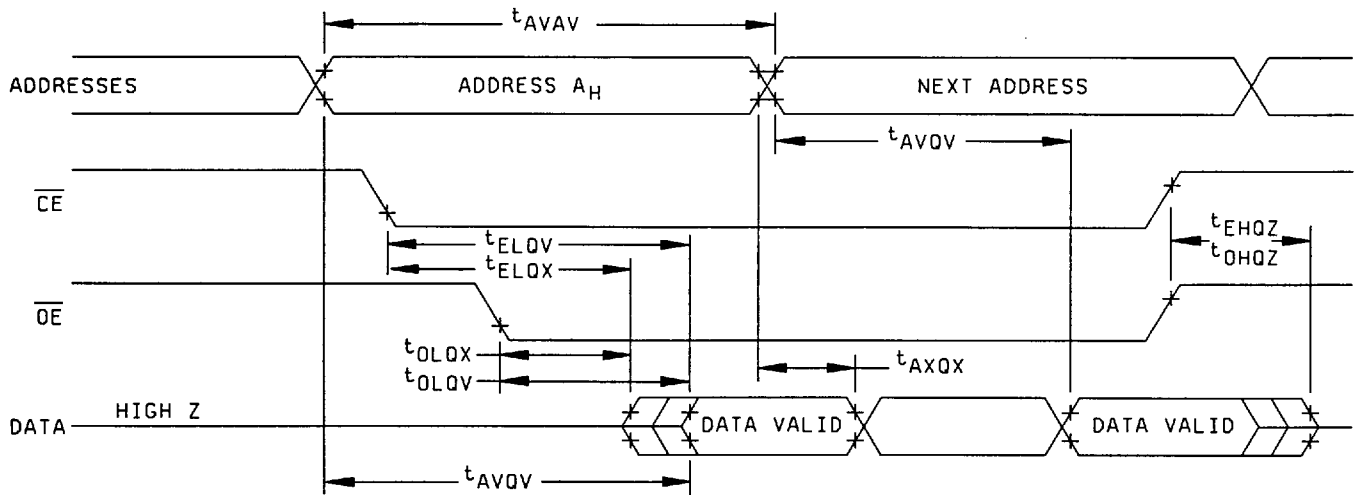 tAVAV
ADDRESSES ADDRESS AH NEXT ADDRESS
tAVQV
CE
tELQV
tELQX
tEHQZ
tOHQZ
OE
tOLQX
tOLQV
tAXQX
DATA HIGH Z DATA VALID DATA VALID
tAVQV